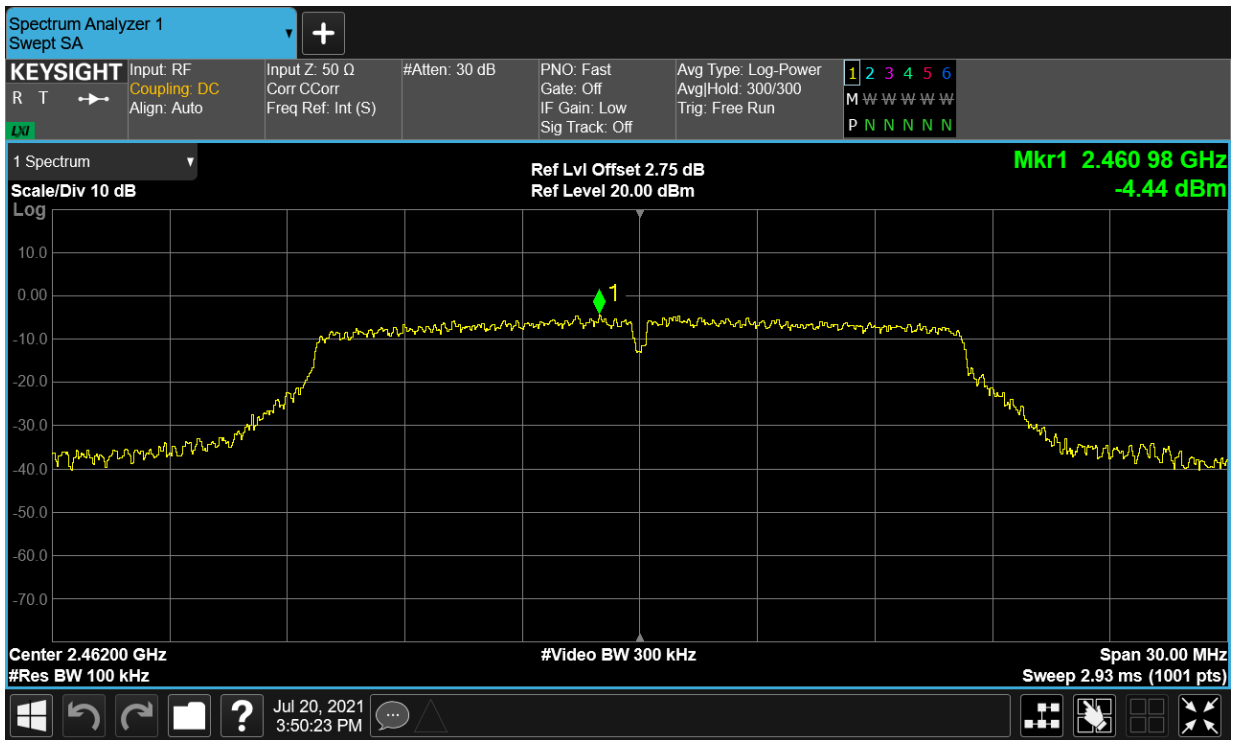 Spectrum Analyzer 1
Swept SA
KEYSIGHT Input: RF Input Z: 50 Ω #Atten: 30 dB PNO: Fast Avg Type: Log-Power 1 2 3 4 5 6
R T Coupling: DC Corr CCorr Gate: Off Avg|Hold: 300/300 M W W W W W
Align: Auto Freq Ref: Int (S) IF Gain: Low Trig: Free Run
LXI Sig Track: Off P N N N N N
1 Spectrum Ref Lvl Offset 2.75 dB Mkr1 2.460 98 GHz
Scale/Div 10 dB Ref Level 20.00 dBm -4.44 dBm
Log
10.0
0.00
1
-10.0
-20.0
-30.0
-40.0
-50.0
-60.0
-70.0
Center 2.46200 GHz #Video BW 300 kHz Span 30.00 MHz
#Res BW 100 kHz Sweep 2.93 ms (1001 pts)
? Jul 20, 2021
3:50:23 PM